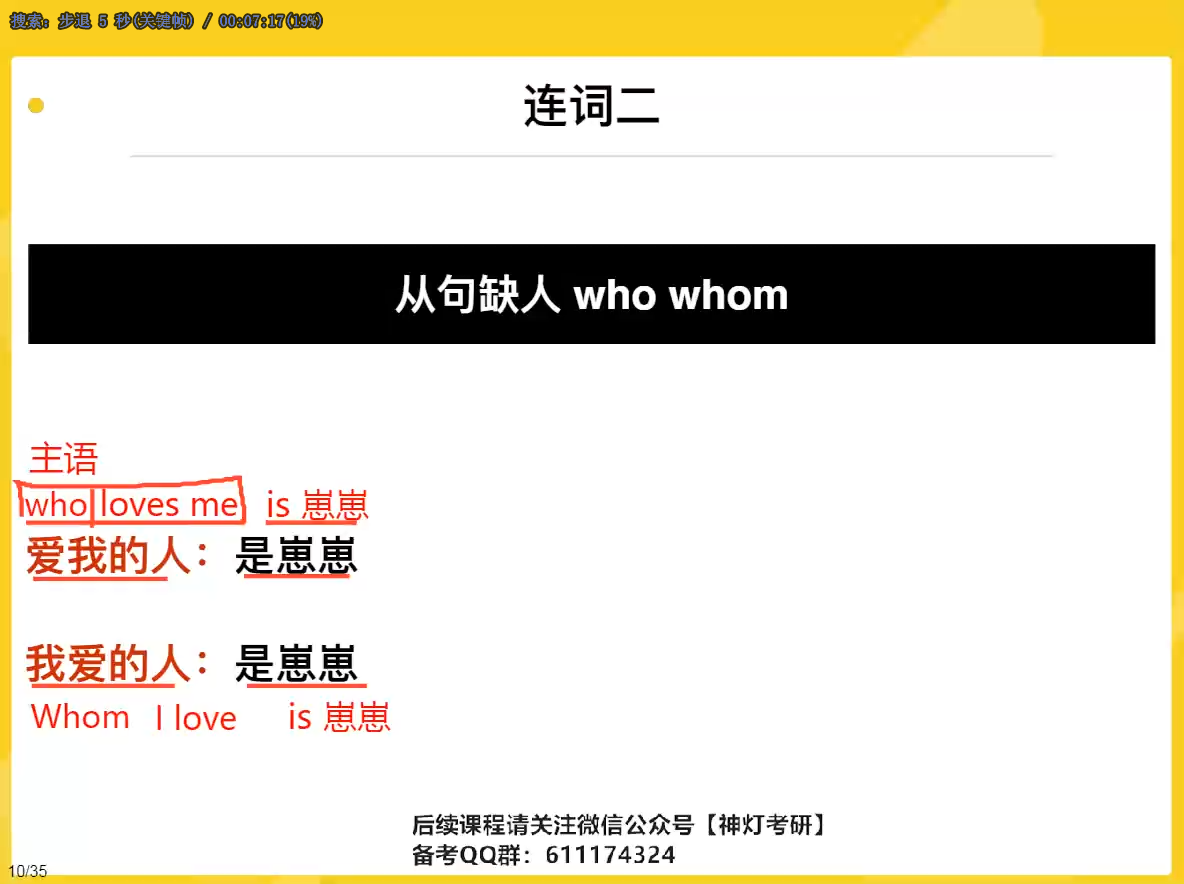 搜索: 步退 5 秒(关键帧) / 00:07:17(19%)
连词二
从句缺人 who whom
主语
who loves me is 崽崽
爱我的人：是崽崽
我爱的人：是崽崽
Whom I love is 崽崽
后续课程请关注微信公众号【神灯考研】
备考QQ群：611174324
10/35